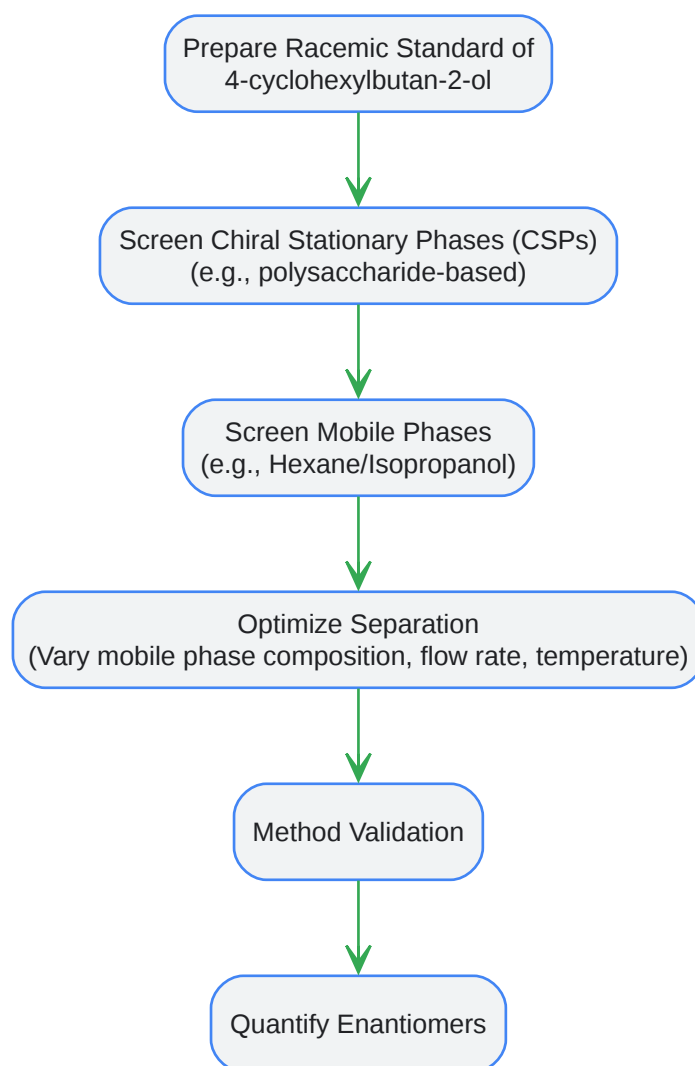 Prepare Racemic Standard of
4-cyclohexylbutan-2-ol
Screen Chiral Stationary Phases (CSPs)
(e.g., polysaccharide-based)
Screen Mobile Phases
(e.g., Hexane/Isopropanol)
Optimize Separation
(Vary mobile phase composition, flow rate, temperature)
Method Validation
Quantify Enantiomers